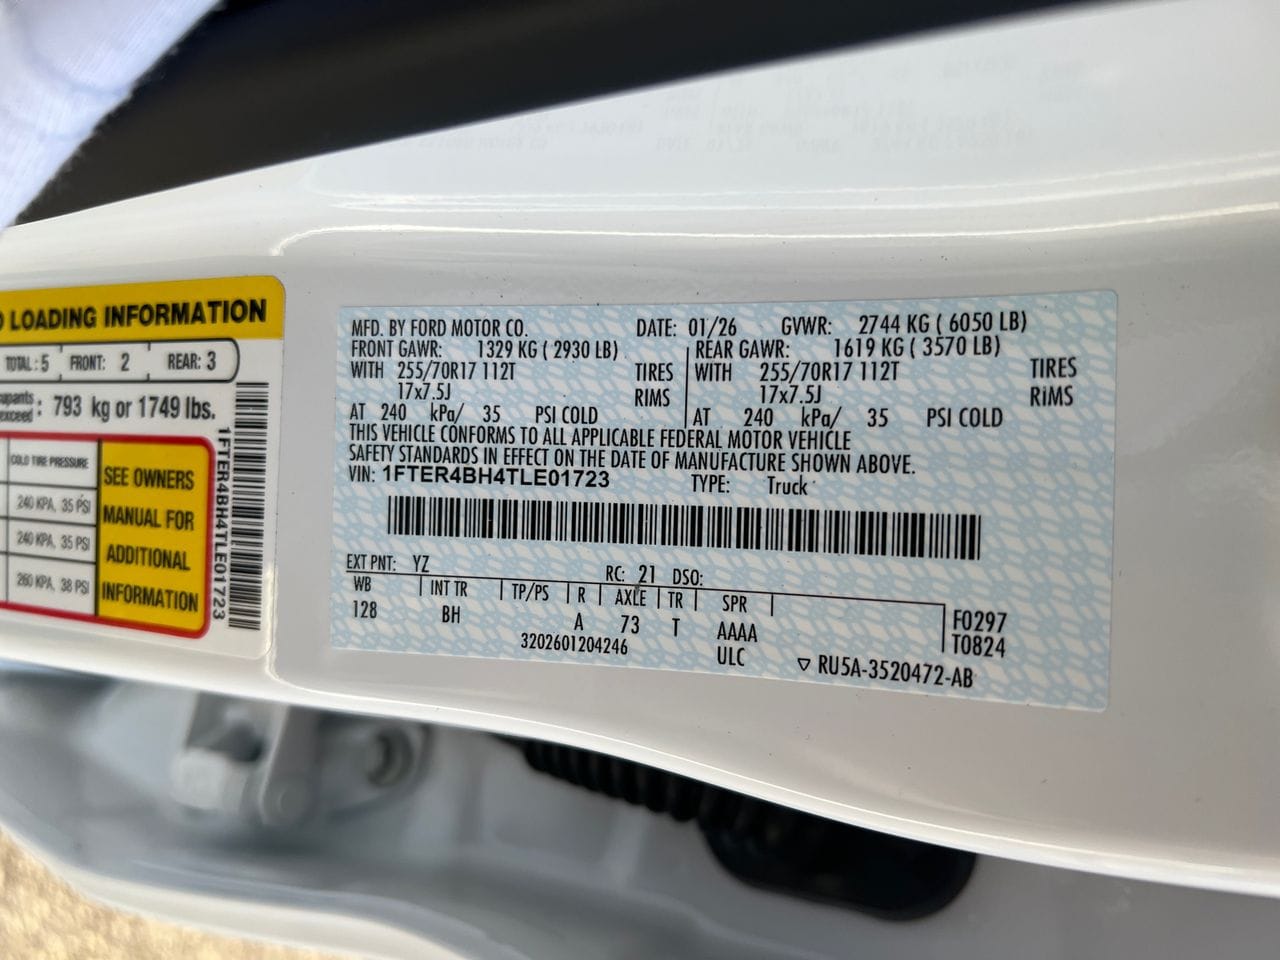 LOADING INFORMATION
TOTAL: 5 FRONT: 2 REAR: 3
793 kg or 1749 lbs.
COLD TIRE PRESSURE
240 KPA, 35 PSI
240 KPA, 35 PSI
260 KPA, 38 PSI
SEE OWNERS
MANUAL FOR
ADDITIONAL
INFORMATION
1FTER4BH4TLE01723
MFD. BY FORD MOTOR CO. DATE: 01/26 GVWR: 2744 KG ( 6050 LB)
FRONT GAWR: 1329 KG ( 2930 LB) REAR GAWR: 1619 KG ( 3570 LB)
WITH 255/70R17 112T TIRES WITH 255/70R17 112T TIRES
17x7.5J RIMS 17x7.5J RiMS
AT 240 kPa/ 35 PSI COLD AT 240 kPa/ 35 PSI COLD
THIS VEHICLE CONFORMS TO ALL APPLICABLE FEDERAL MOTOR VEHICLE
SAFETY STANDARDS IN EFFECT ON THE DATE OF MANUFACTURE SHOWN ABOVE.
VIN: 1FTER4BH4TLE01723 TYPE: Truck
EXT PNT: YZ RC: 21 DSO:
WB INT TR TP/PS R AXLE TR SPR
128 BH A 73 T AAAA
F0297
T0824
3202601204246 ULC ▽ RU5A-3520472-AB